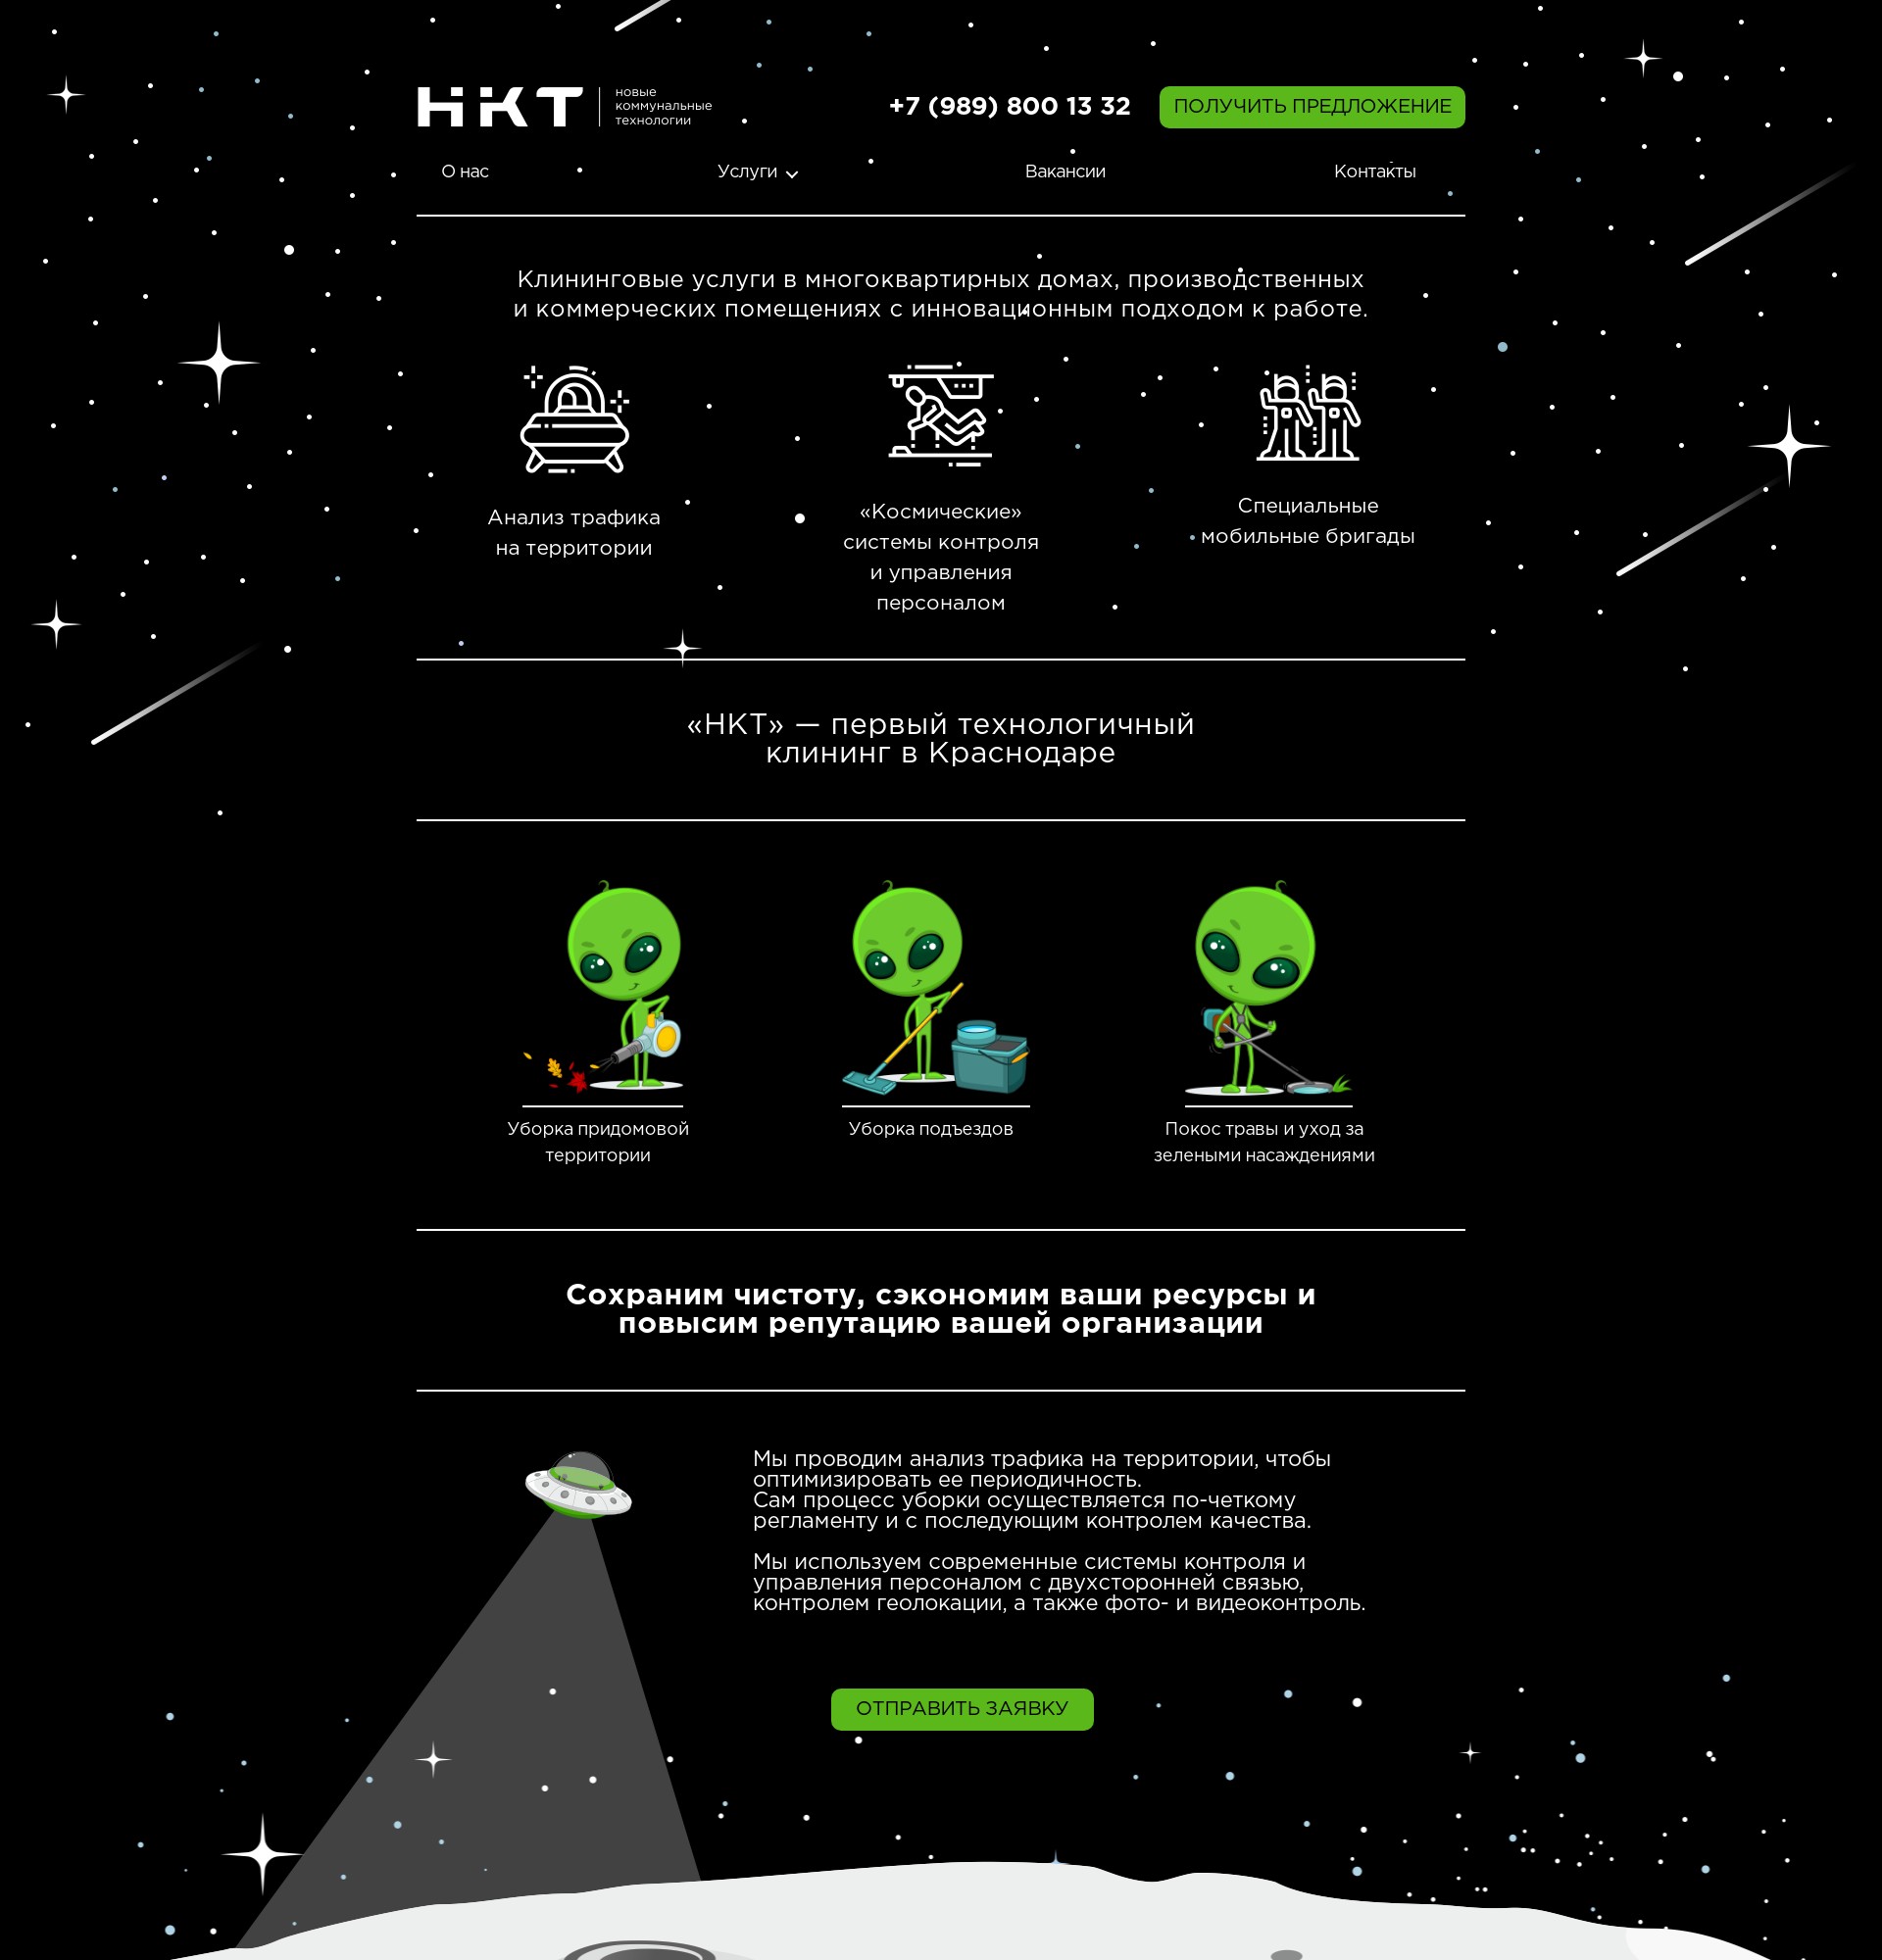 НКТ
новые
коммунальные
технологии
+7 (989) 800 13 32
ПОЛУЧИТЬ ПРЕДЛОЖЕНИЕ
О нас
Услуги
Вакансии
Контакты
Клининговые услуги в многоквартирных домах, производственных
и коммерческих помещениях с инновационным подходом к работе.
Анализ трафика
на территории
«Космические»
системы контроля
и управления
персоналом
Специальные
мобильные бригады
«НКТ» — первый технологичный
клининг в Краснодаре
Уборка придомовой
территории
Уборка подъездов
Покос травы и уход за
зелеными насаждениями
Сохраним чистоту, сэкономим ваши ресурсы и
повысим репутацию вашей организации
Мы проводим анализ трафика на территории, чтобы
оптимизировать ее периодичность.
Сам процесс уборки осуществляется по-четкому
регламенту и с последующим контролем качества.
Мы используем современные системы контроля и
управления персоналом с двухсторонней связью,
контролем геолокации, а также фото- и видеоконтроль.
ОТПРАВИТЬ ЗАЯВКУ